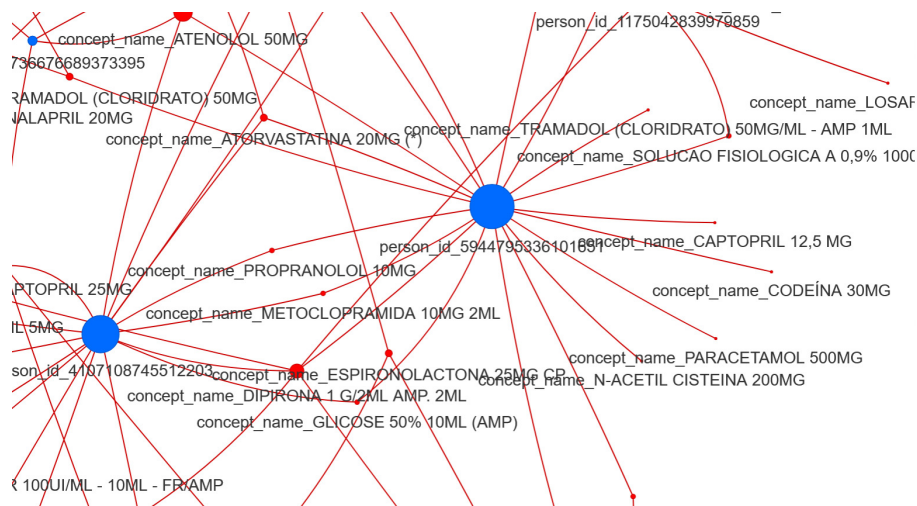 person_id_1175042839979859
concept_name_ATENOLOL 50MG
736676689373395
RAMADOL (CLORIDRATO) 50MG
concept_name_LOSAR
NALAPRIL 20MG
concept_name_TRAMADOL (CLORIDRATO) 50MG/ML - AMP 1ML
concept_name_ATORVASTATINA 20MG (*)
concept_name_SOLUCAO FISIOLOGICA A 0,9% 1000
person_id_5944795336101651
concept_name_CAPTOPRIL 12,5 MG
concept_name_PROPRANOLOL 10MG
APTOPRIL 25MG
concept_name_CODEÍNA 30MG
concept_name_METOCLOPRAMIDA 10MG 2ML
IL 5MG
concept_name_PARACETAMOL 500MG
son_id_4107108745512203
concept_name_ESPIRONOLACTONA 25MG CP
concept_name_N-ACETIL CISTEINA 200MG
concept_name_DIPIRONA 1 G/2ML AMP. 2ML
concept_name_GLICOSE 50% 10ML (AMP)
R 100UI/ML - 10ML - FR/AMP